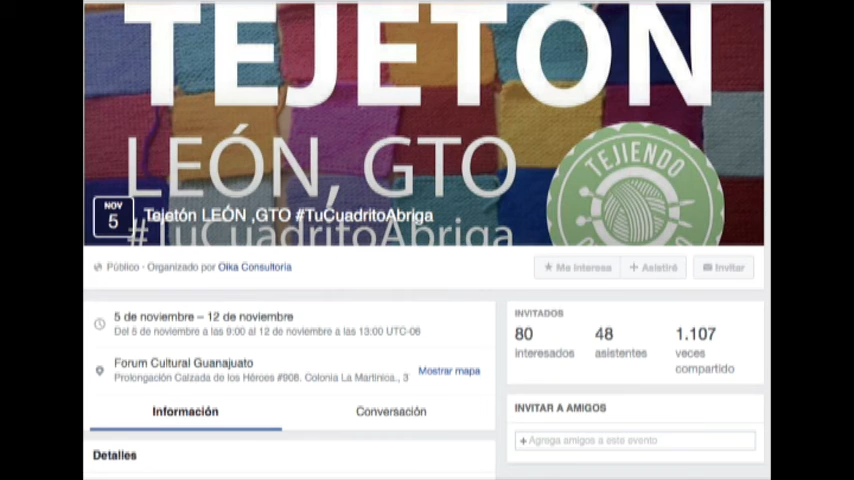 TEJETÓN
LEÓN, GTO
TEJIENDO
NOV
5
Tejetón LEÓN ,GTO #TuCuadritoAbriga
#TuCuadritoAbriga
Público · Organizado por Oika Consultoria
★ Me interesa
+ Asistiré
Invitar
5 de noviembre – 12 de noviembre
Del 5 de noviembre a las 9:00 al 12 de noviembre a las 13:00 UTC-06
Forum Cultural Guanajuato
Prolongación Calzada de los Héroes #908. Colonia La Martinica., 3
Mostrar mapa
Información
Conversación
Detalles
INVITADOS
80
48
1.107
interesados
asistentes
veces
compartido
INVITAR A AMIGOS
+ Agrega amigos a este evento